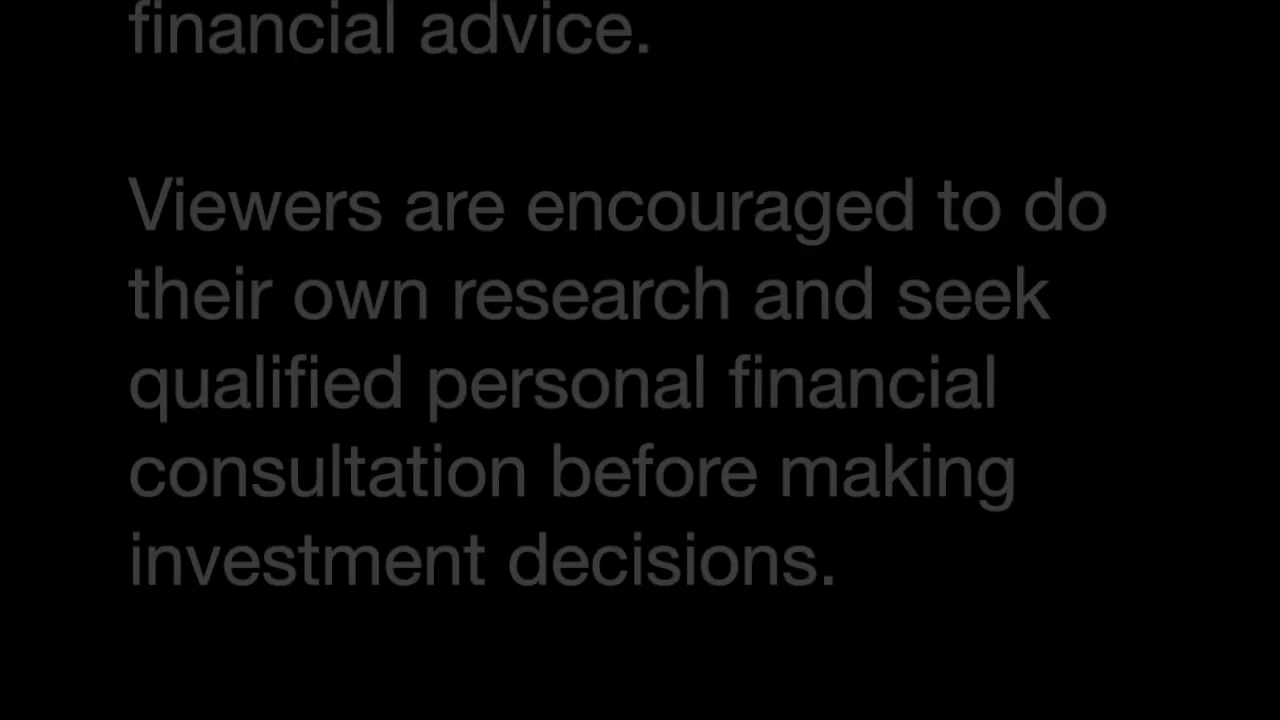 financial advice.
Viewers are encouraged to do
their own research and seek
qualified personal financial
consultation before making
investment decisions.